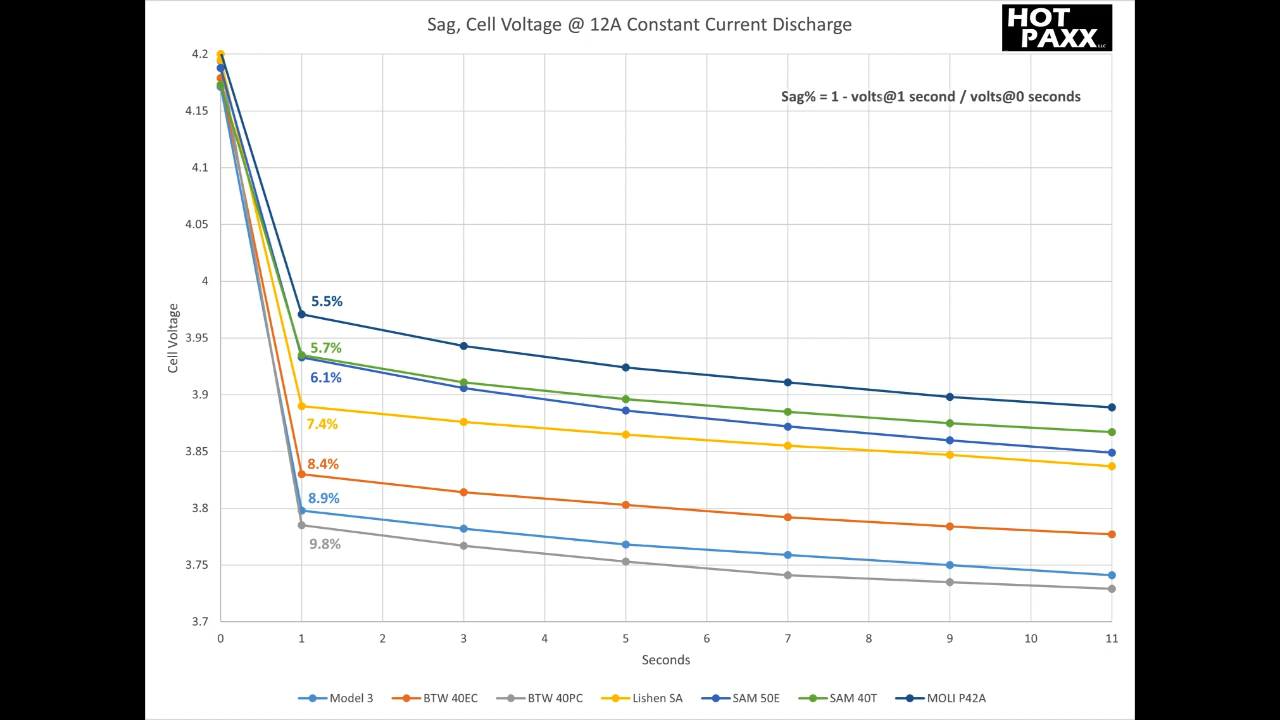 Sag, Cell Voltage @ 12A Constant Current Discharge
HOT
PAXX LLC
Sag% = 1 - volts@1 second / volts@0 seconds
4.2
4.15
4.1
4.05
4
3.95
3.9
3.85
3.8
3.75
3.7
Cell Voltage
5.5%
5.7%
6.1%
7.4%
8.4%
8.9%
9.8%
0 1 2 3 4 5 6 7 8 9 10 11
Seconds
Model 3 BTW 40EC BTW 40PC Lishen SA SAM 50E SAM 40T MOLI P42A